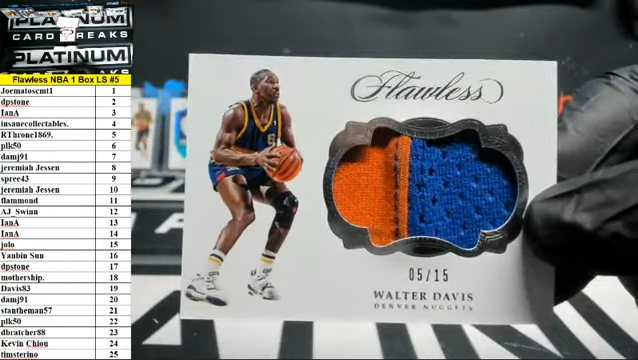 PLATINUM
CARD BREAKS
PLATINUM
Flawless NBA 1 Box LS #5
Joematoscmt1 1
dpstone 2
IanA 3
insanecollectables. 4
RThrone1869. 5
plk50 6
damj91 7
jeremiah Jessen 8
spree43 9
jeremiah Jessen 10
flammond 11
AJ_Swinn 12
IanA 13
IanA 14
jolo 15
Yanbin Sun 16
dpstone 17
mothership. 18
Davis83 19
damj91 20
stantheman57 21
plk50 22
dbratcher88 23
Kevin Chiou 24
timsterino 25
Flawless
05/15
WALTER DAVIS
DENVER NUGGETS